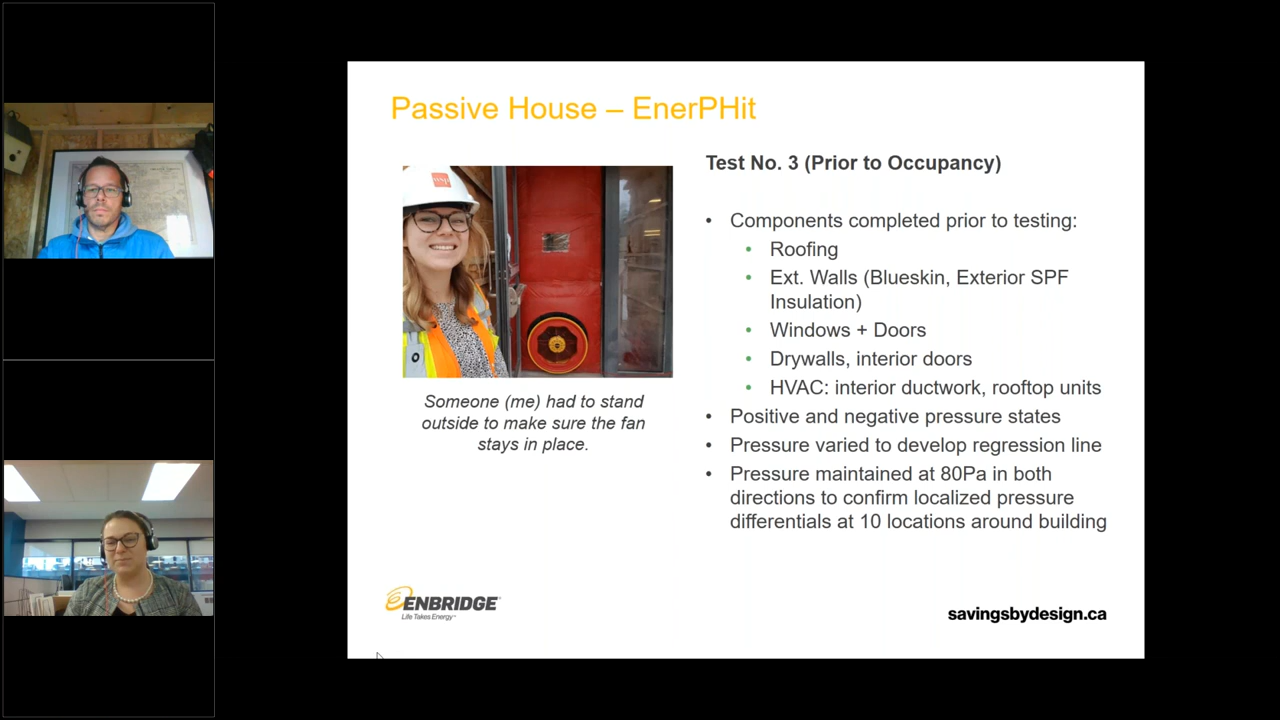 Passive House – EnerPHit
Test No. 3 (Prior to Occupancy)
• Components completed prior to testing:
• Roofing
• Ext. Walls (Blueskin, Exterior SPF
Insulation)
• Windows + Doors
• Drywalls, interior doors
• HVAC: interior ductwork, rooftop units
• Positive and negative pressure states
• Pressure varied to develop regression line
• Pressure maintained at 80Pa in both
directions to confirm localized pressure
differentials at 10 locations around building
wsp
Someone (me) had to stand
outside to make sure the fan
stays in place.
ENBRIDGE
Life Takes Energy™
savingsbydesign.ca